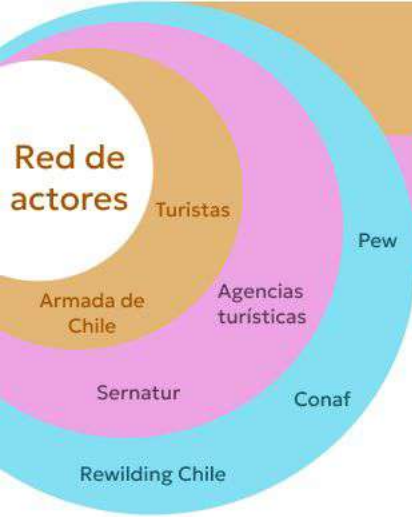 Red de
actores
Turistas
Pew
Armada de
Chile
Agencias
turísticas
Sernatur
Conaf
Rewilding Chile